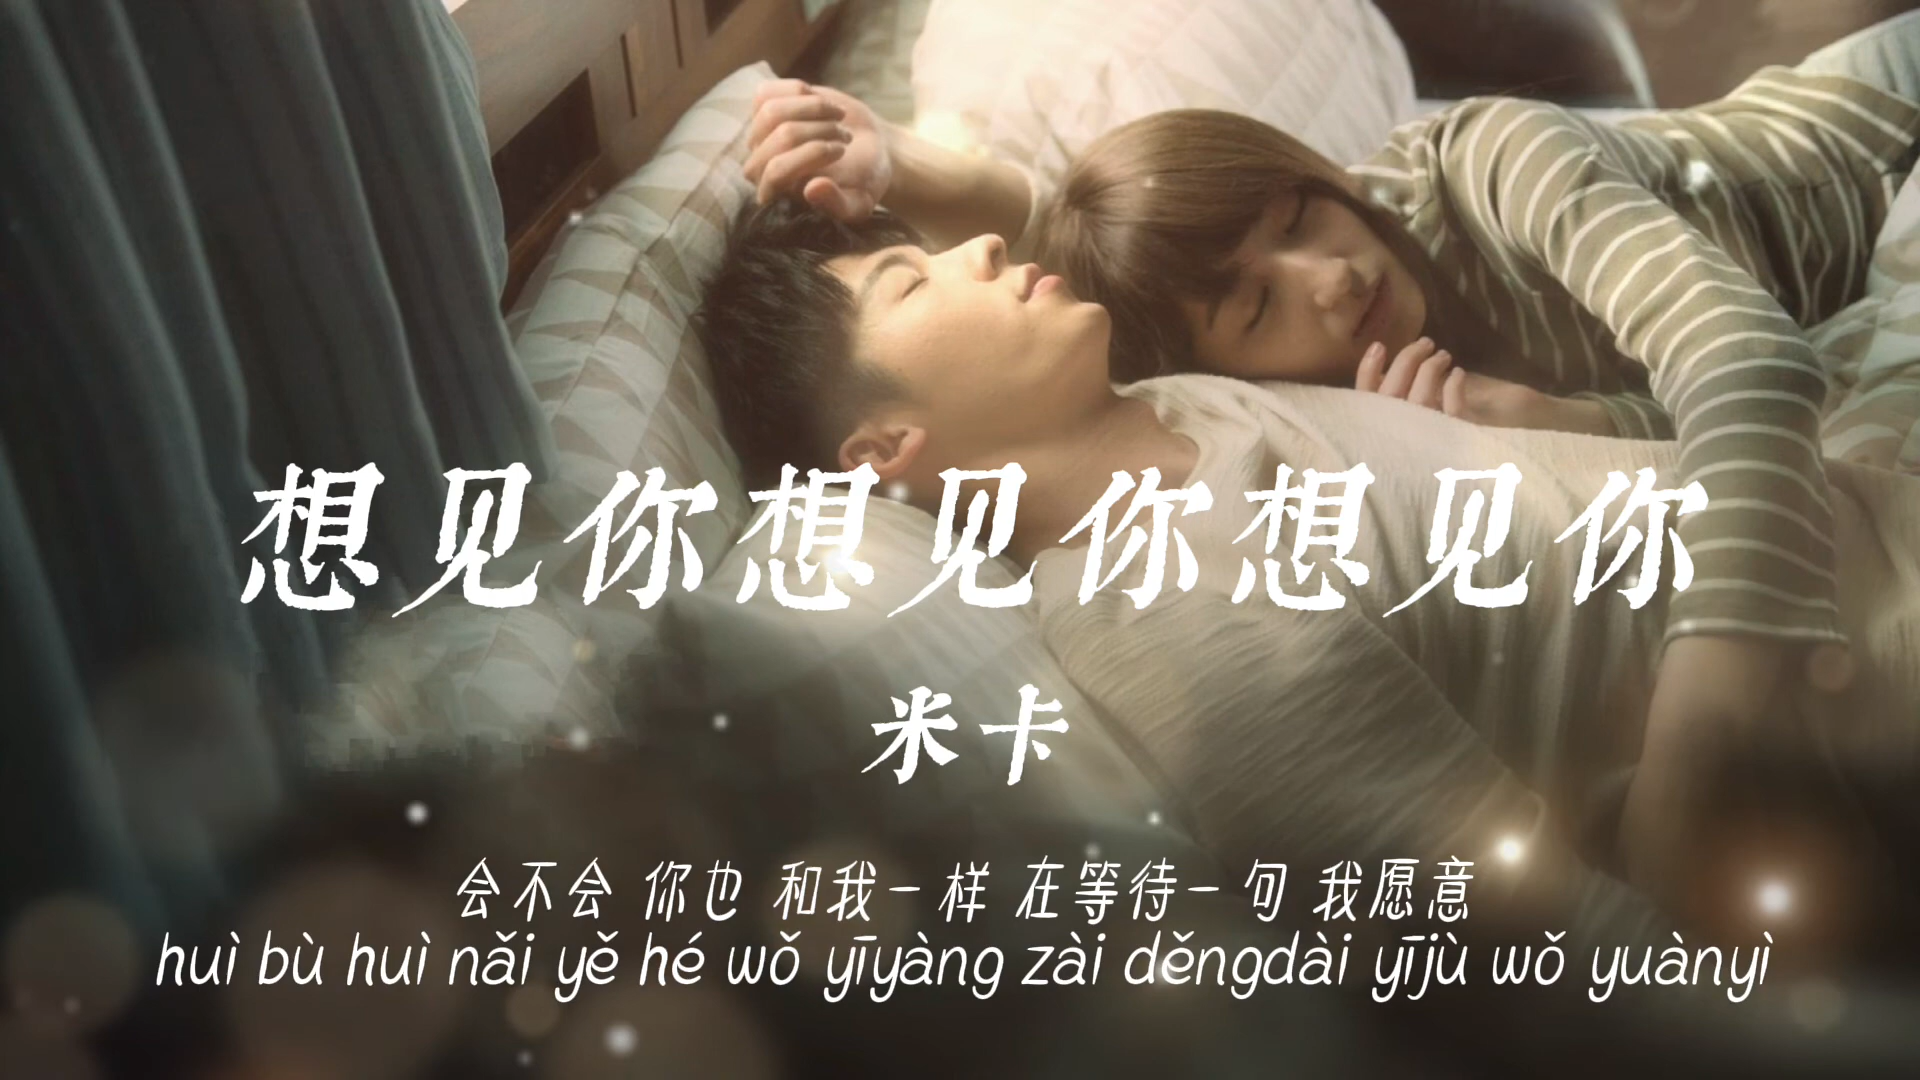 想见你想见你想见你
米卡
会不会 你也 和我一样 在等待一句 我愿意
huì bù huì nǎi yě hé wǒ yīyàng zài děngdài yījù wǒ yuànyì